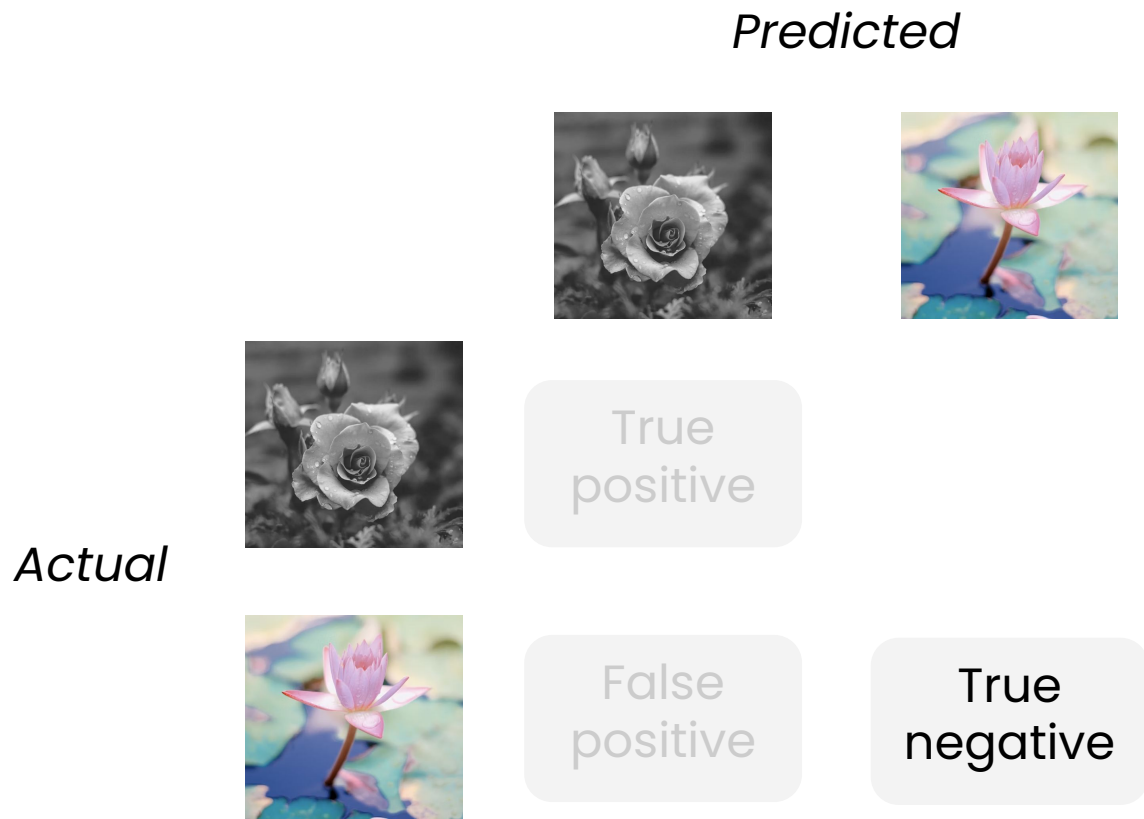 Predicted
True
positive
Actual
False
positive
True
negative